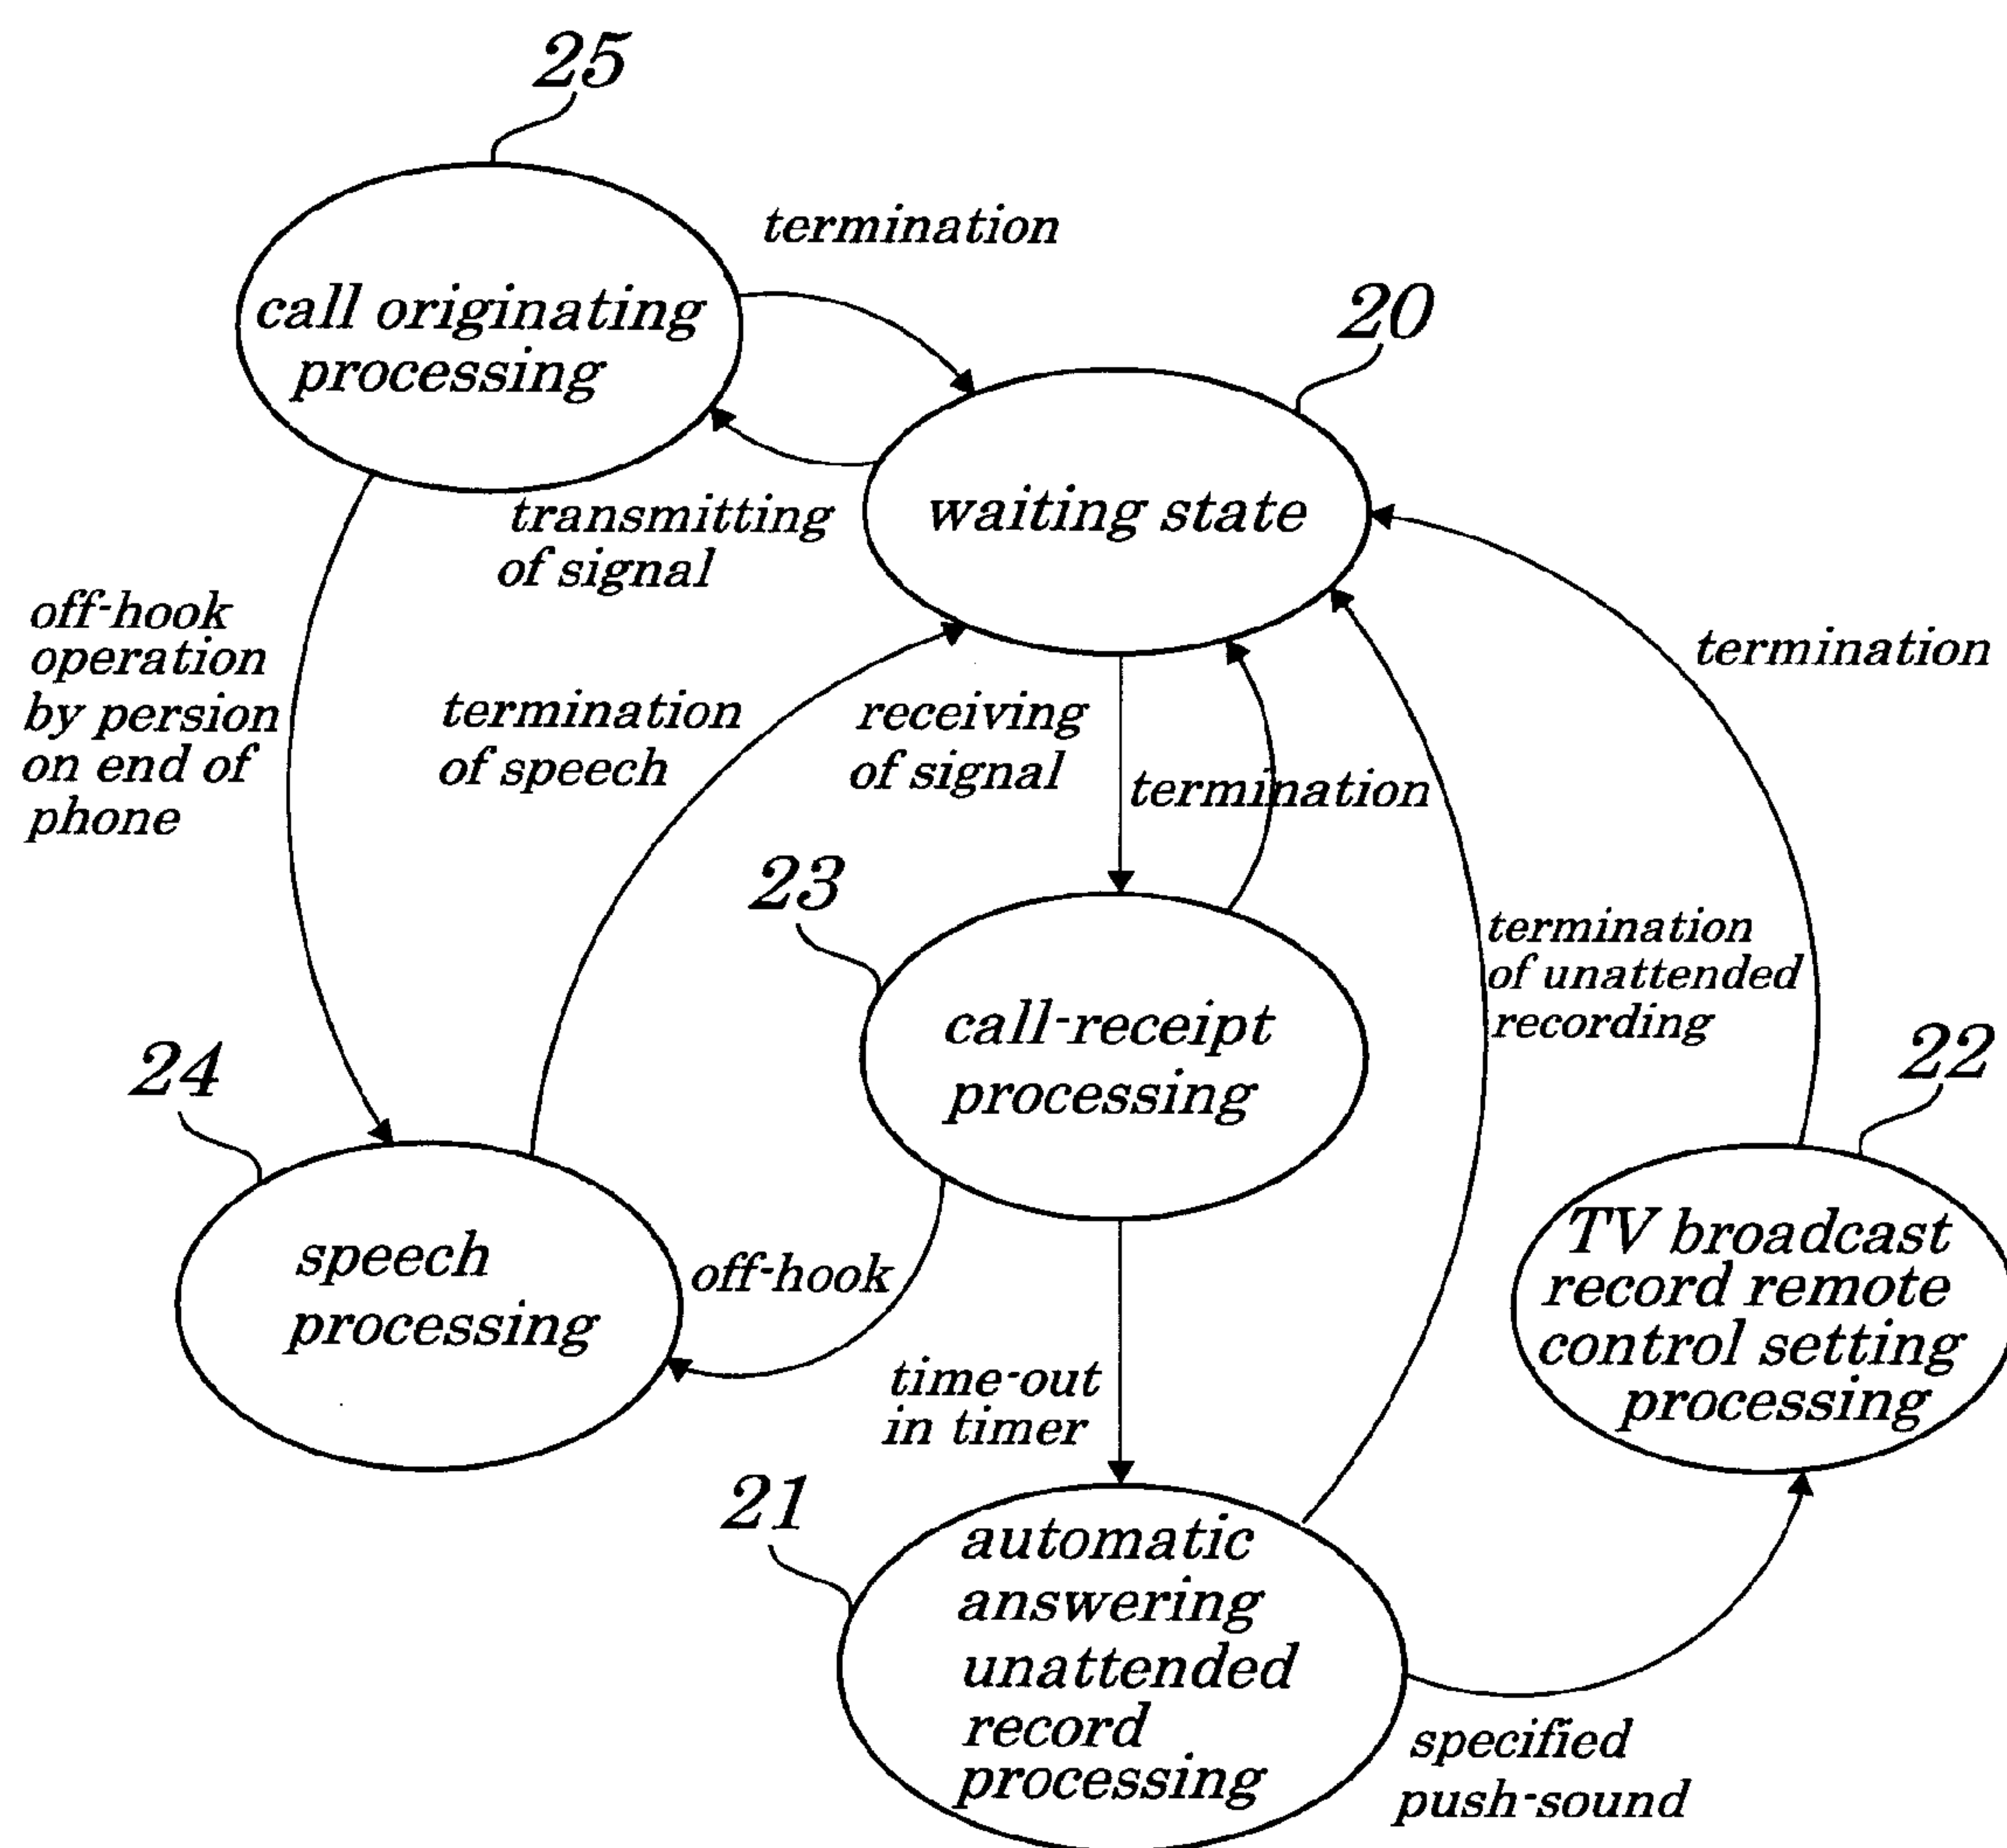 25
termination
call originating
processing
20
waiting state
transmitting
of signal
off-hook
operation
by persion
on end of
phone
termination
of speech
receiving
of signal
termination
termination
23
termination
of unattended
recording
call-receipt
processing
24
22
speech
processing
off-hook
TV broadcast
record remote
control setting
processing
time-out
in timer
21
automatic
answering
unattended
record
processing
specified
push-sound